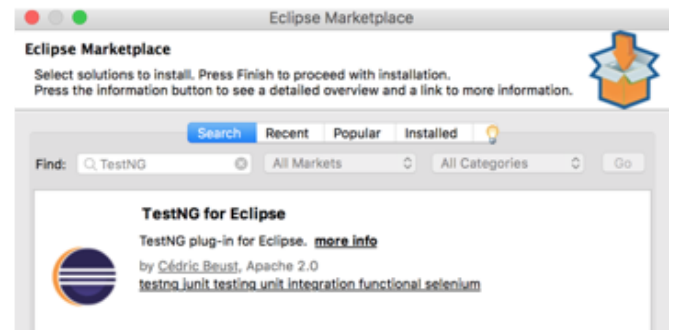 Eclipse Marketplace
Eclipse Marketplace
Select solutions to install. Press Finish to proceed with installation.
Press the information button to see a detailed overview and a link to more information.
Search Recent Popular Installed
Find: TestNG All Markets All Categories Go
TestNG for Eclipse
TestNG plug-in for Eclipse. more info
by Cédric Beust, Apache 2.0
testng junit testing unit integration functional selenium